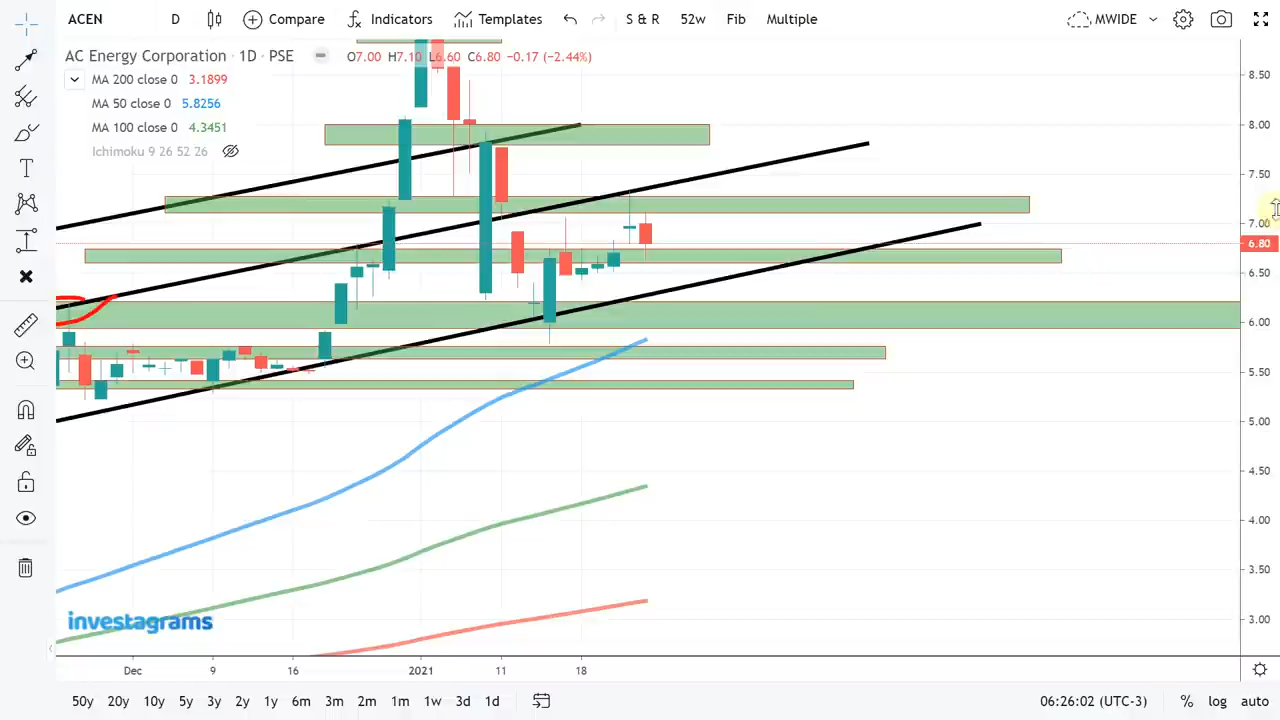 ACEN D Compare Indicators Templates S & R 52w Fib Multiple MWIDE
AC Energy Corporation · 1D · PSE O7.00 H7.10 L6.60 C6.80 −0.17 (−2.44%)
MA 200 close 0 3.1899
MA 50 close 0 5.8256
MA 100 close 0 4.3451
Ichimoku 9 26 52 26
8.50
8.00
7.50
7.00
6.80
6.50
6.00
5.50
5.00
4.50
4.00
3.50
3.00
investagrams
Dec 9 16 2021 11 18
50y 20y 10y 5y 3y 2y 1y 6m 3m 2m 1m 1w 3d 1d 06:26:02 (UTC-3) % log auto